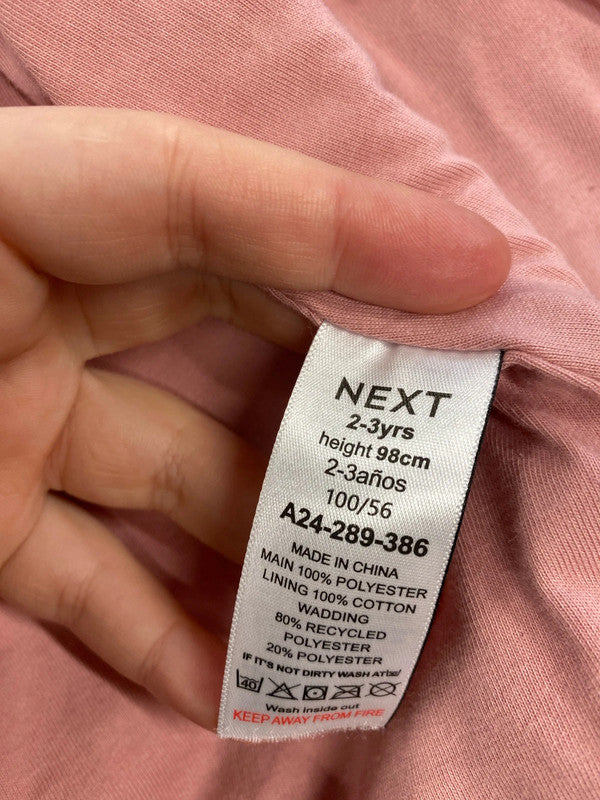 NEXT
2-3yrs
height 98cm
2-3años
100/56
A24-289-386
MADE IN CHINA
MAIN 100% POLYESTER
LINING 100% COTTON
WADDING
80% RECYCLED
POLYESTER
20% POLYESTER
IF IT'S NOT DIRTY WASH AT
40
Wash inside out
KEEP AWAY FROM FIRE